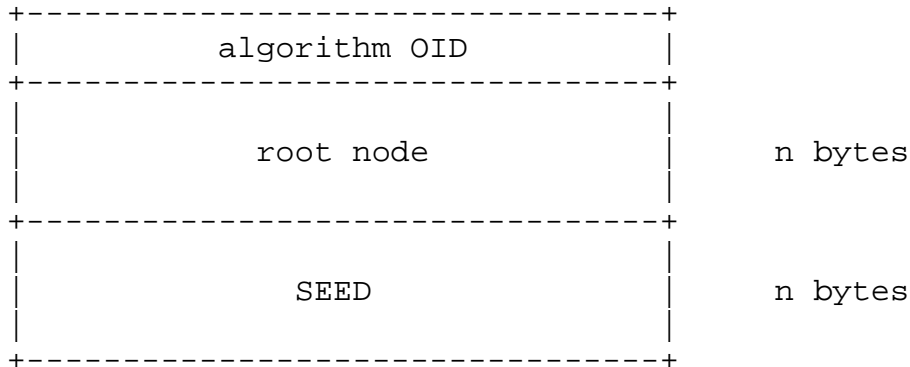 +---------------------------------+
|          algorithm OID          |
+---------------------------------+
|                                 |
|            root node            |     n bytes
|                                 |
+---------------------------------+
|                                 |
|              SEED               |     n bytes
|                                 |
+---------------------------------+